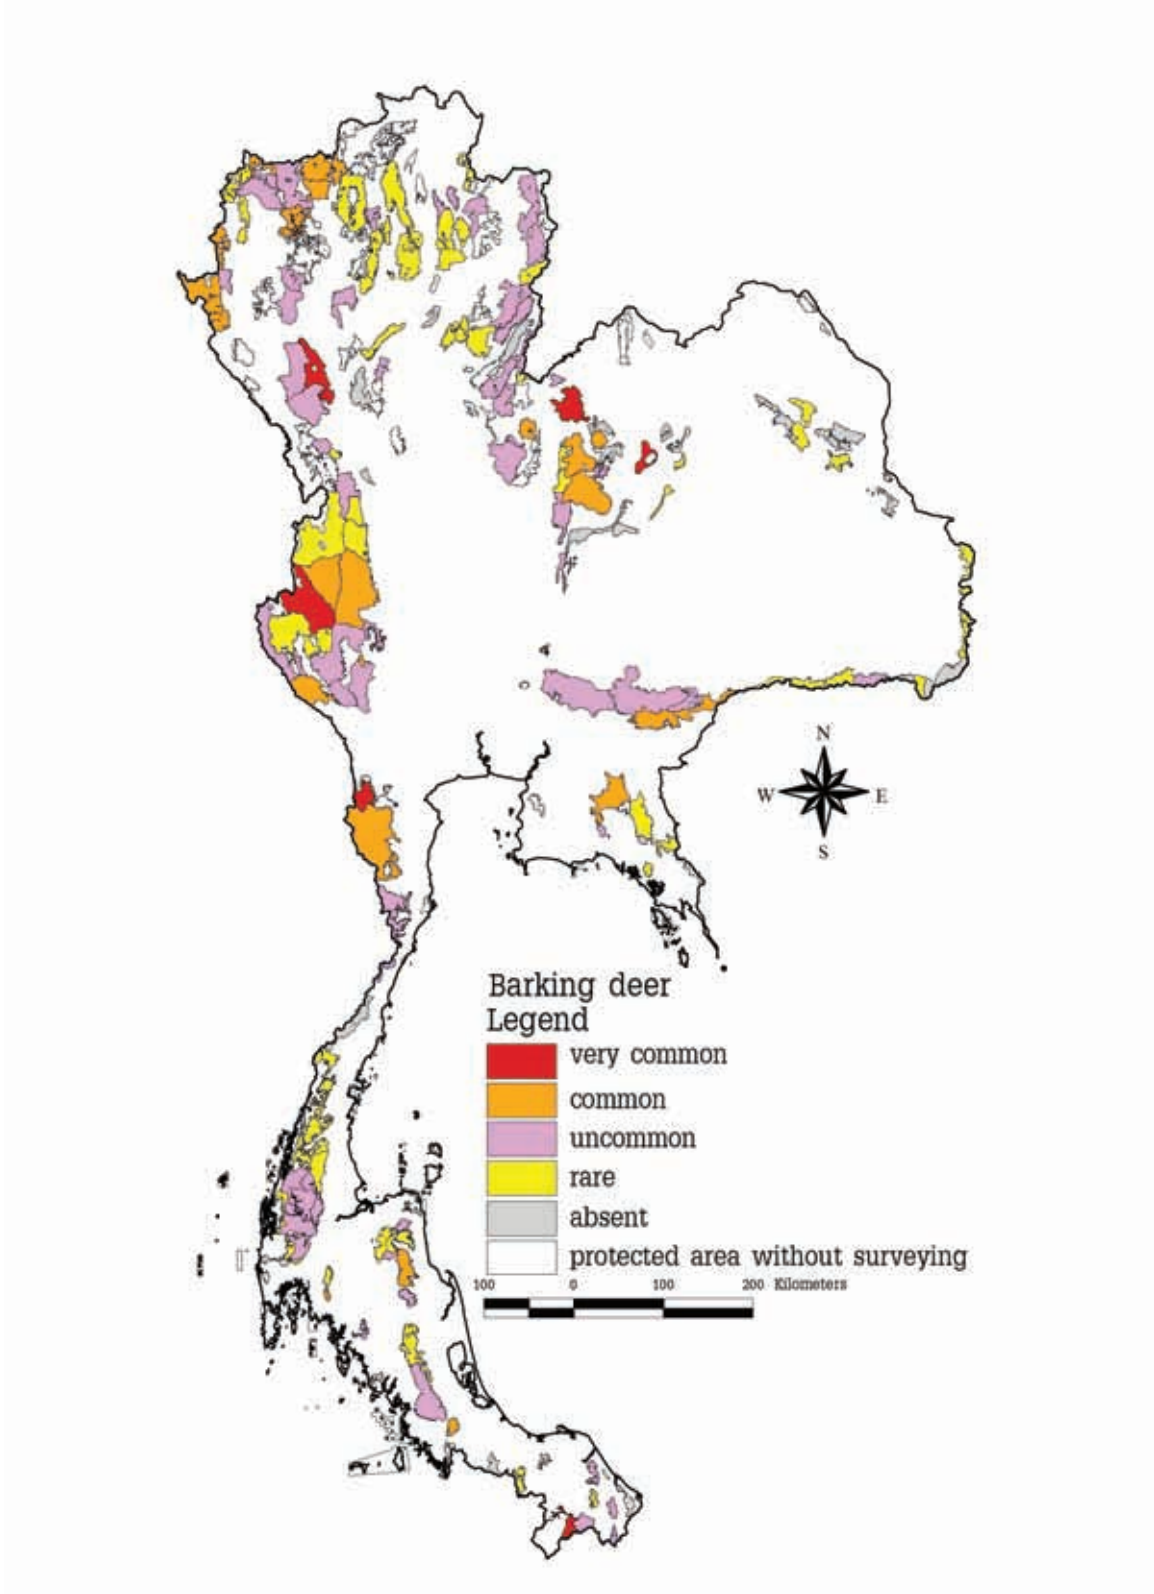 N
W E
S
Barking deer
Legend
very common
common
uncommon
rare
absent
protected area without surveying
100 0 100 200 Kilometers